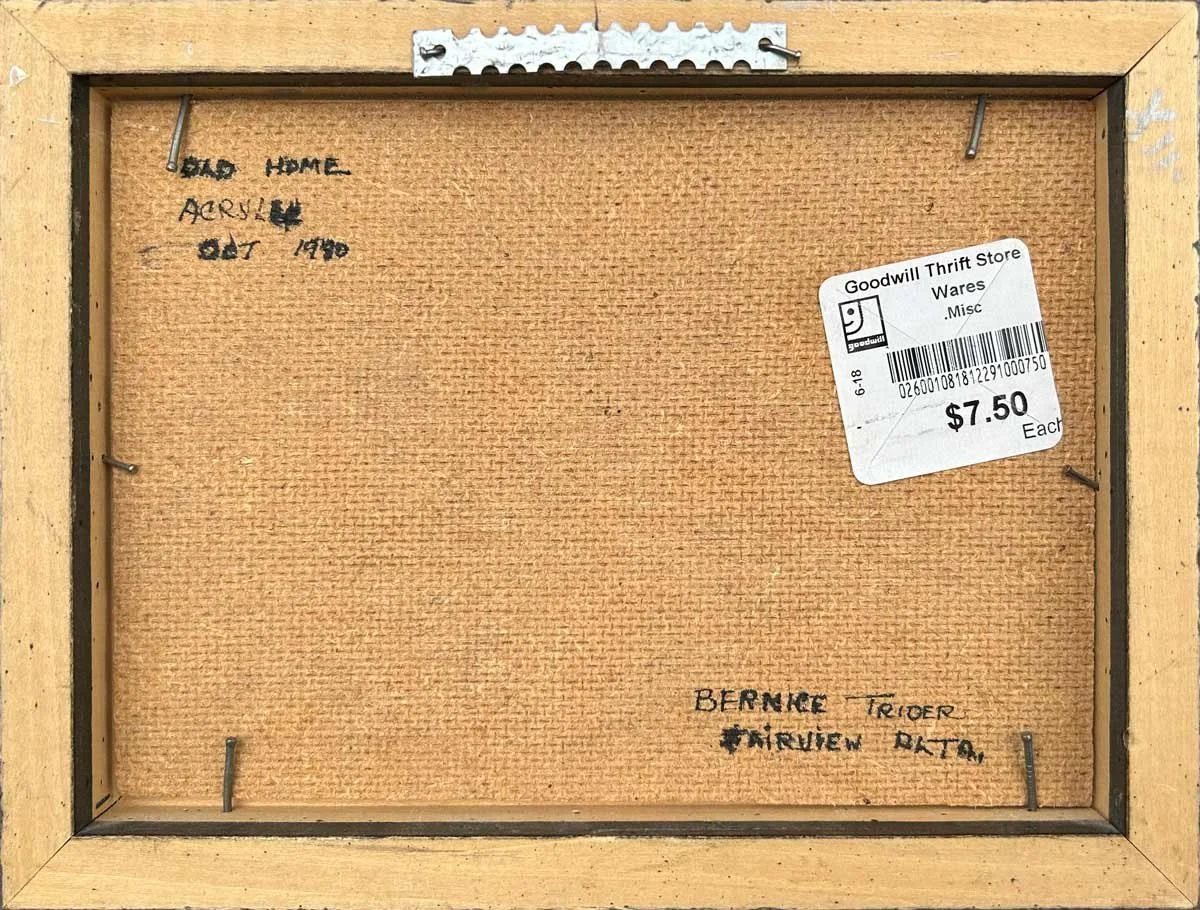 OLD HOME
ACRYLIC
OCT 1990
Goodwill Thrift Store
Wares
.Misc
goodwill
6-18
026001081812291000750
$7.50
Each
BERNICE TRIDER
FAIRVIEW ALTA,